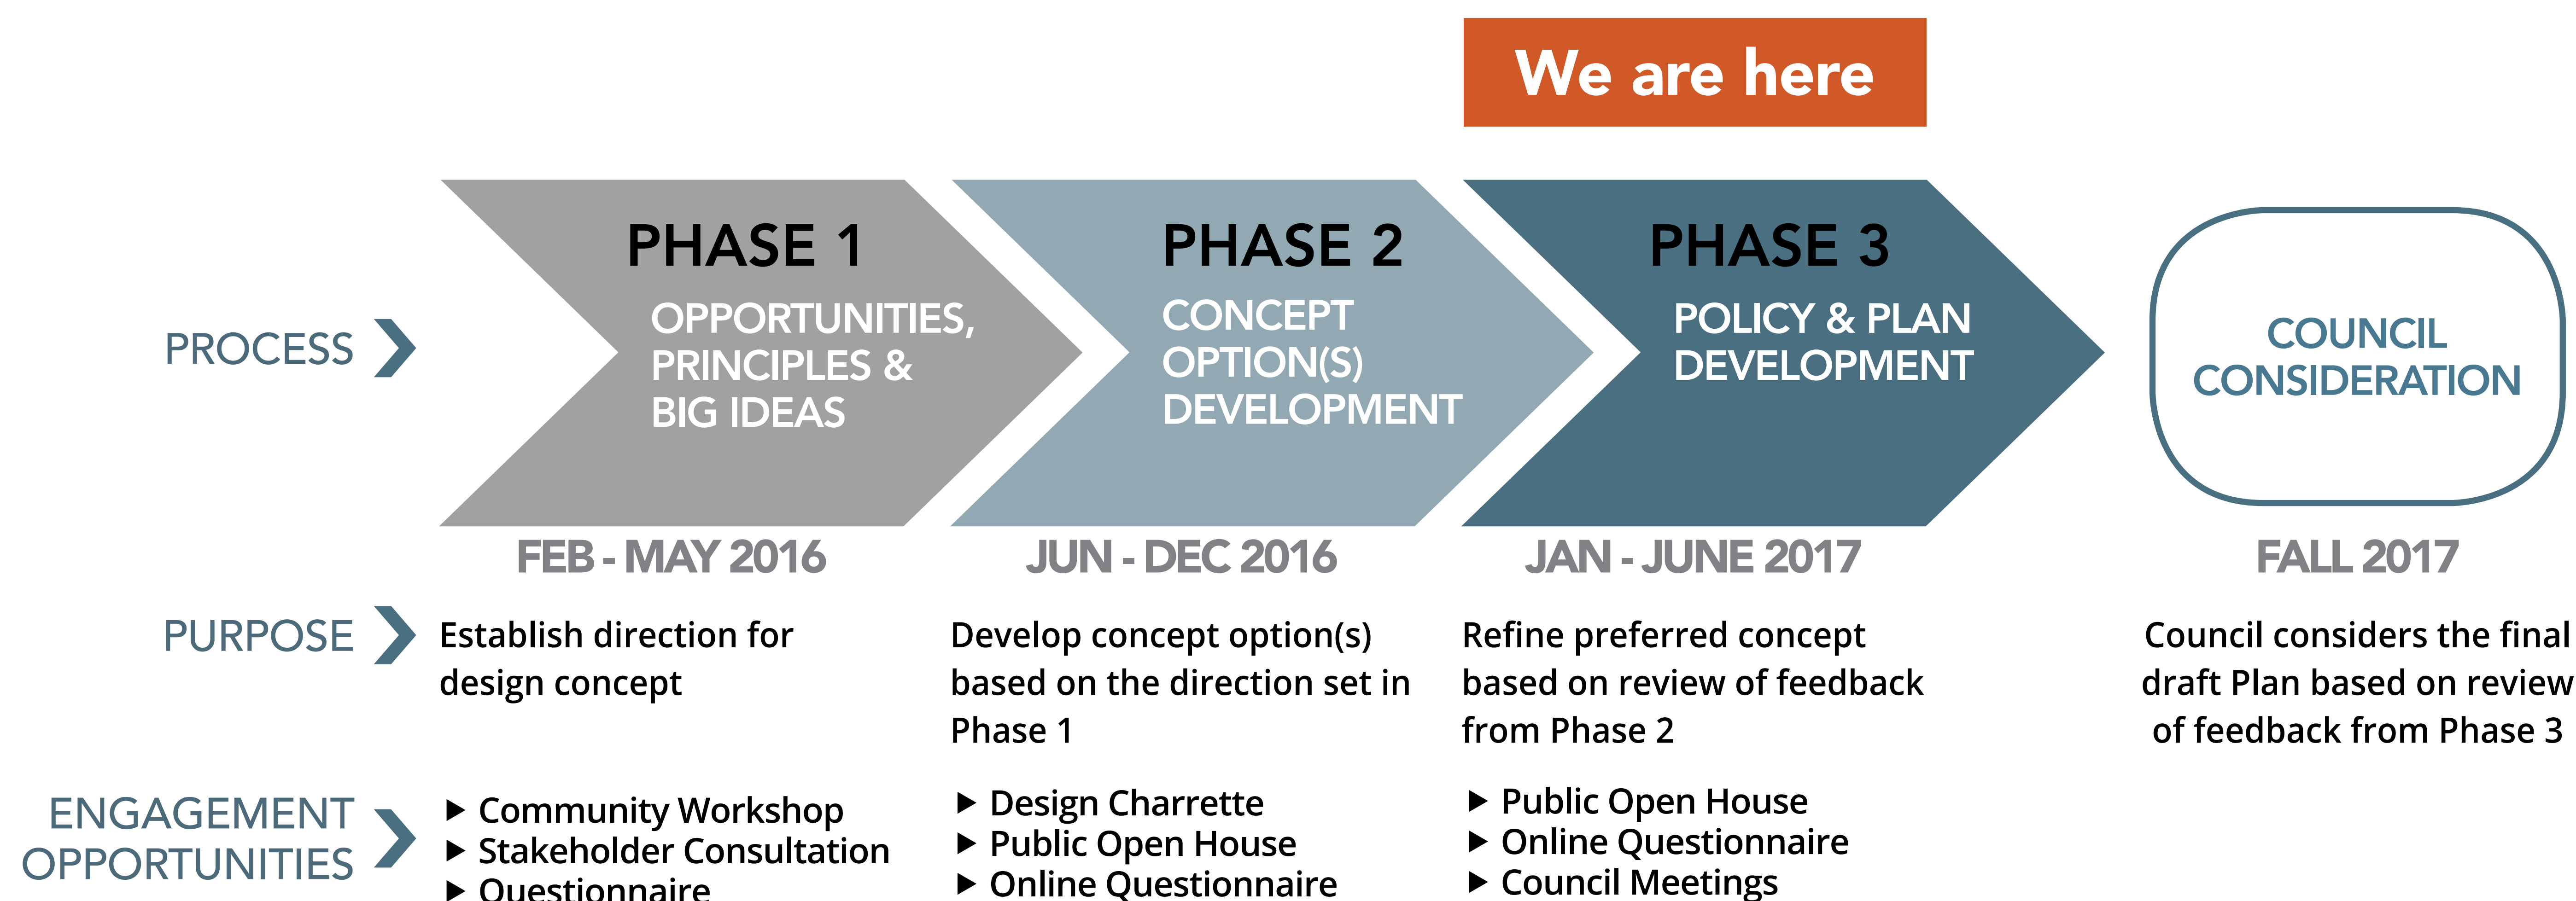 We are here
PROCESS
PHASE 1
OPPORTUNITIES,
PRINCIPLES &
BIG IDEAS
PHASE 2
CONCEPT
OPTION(S)
DEVELOPMENT
PHASE 3
POLICY & PLAN
DEVELOPMENT
COUNCIL
CONSIDERATION
FEB - MAY 2016
JUN - DEC 2016
JAN - JUNE 2017
FALL 2017
PURPOSE
Establish direction for
design concept
Develop concept option(s)
based on the direction set in
Phase 1
Refine preferred concept
based on review of feedback
from Phase 2
Council considers the final
draft Plan based on review
of feedback from Phase 3
ENGAGEMENT
OPPORTUNITIES
Community Workshop
Stakeholder Consultation
Questionnaire
Design Charrette
Public Open House
Online Questionnaire
Public Open House
Online Questionnaire
Council Meetings